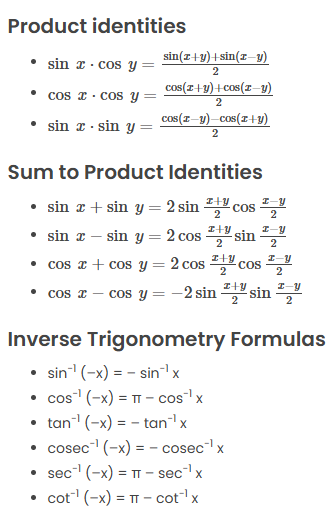 Product identities
• sin x · cos y = sin(x+y)+sin(x−y)/2
• cos x · cos y = cos(x+y)+cos(x−y)/2
• sin x · sin y = cos(x−y)−cos(x+y)/2
Sum to Product Identities
• sin x + sin y = 2 sin x+y/2 cos x−y/2
• sin x − sin y = 2 cos x+y/2 sin x−y/2
• cos x + cos y = 2 cos x+y/2 cos x−y/2
• cos x − cos y = −2 sin x+y/2 sin x−y/2
Inverse Trigonometry Formulas
• sin⁻¹ (−x) = − sin⁻¹ x
• cos⁻¹ (−x) = π − cos⁻¹ x
• tan⁻¹ (−x) = − tan⁻¹ x
• cosec⁻¹ (−x) = − cosec⁻¹ x
• sec⁻¹ (−x) = π − sec⁻¹ x
• cot⁻¹ (−x) = π − cot⁻¹ x